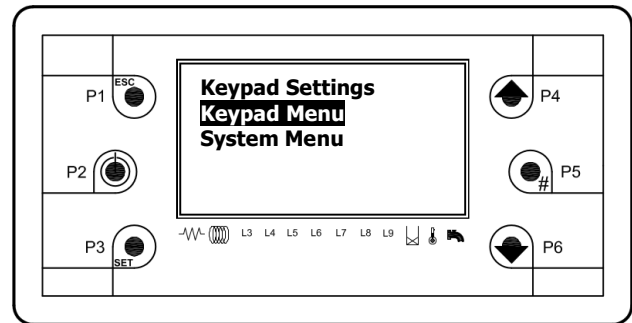 ESC
P1
P2
P3
SET
Keypad Settings
Keypad Menu
System Menu
L3 L4 L5 L6 L7 L8 L9
P4
#
P5
P6